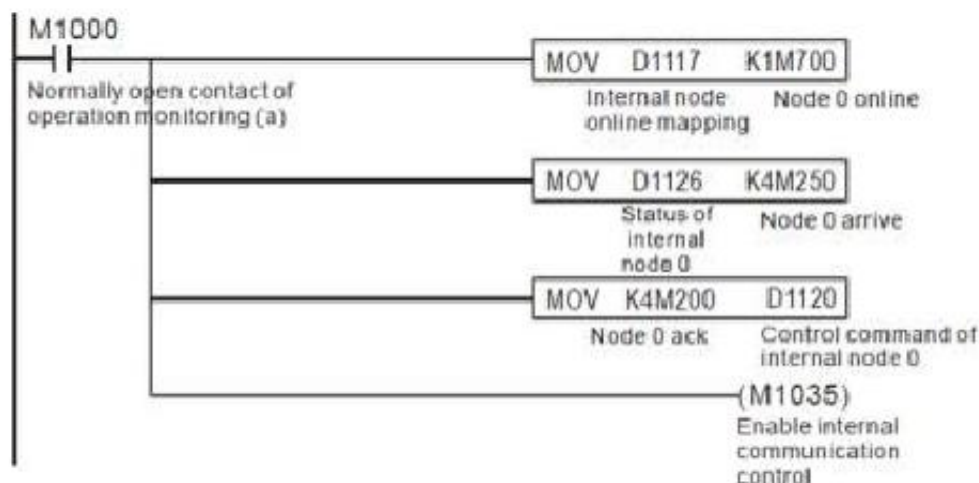 M1000
Normally open contact of
operation monitoring (a)
MOV D1117 K1M700
Internal node
online mapping
Node 0 online
MOV D1126 K4M250
Status of
internal
node 0
Node 0 arrive
MOV K4M200 D1120
Node 0 ack
Control command of
internal node 0
(M1035)
Enable internal
communication
control